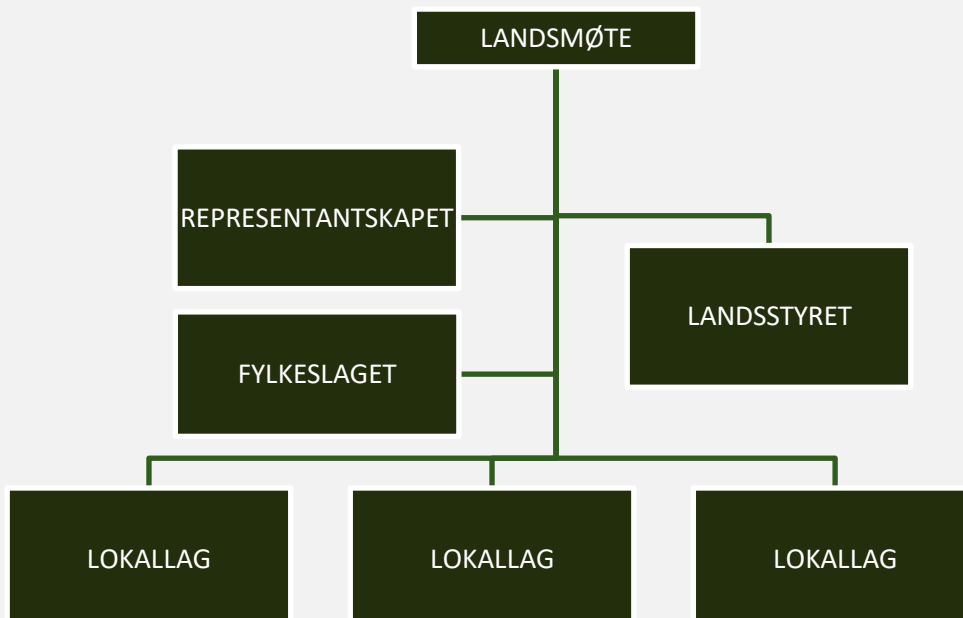 LANDSMØTE
REPRESENTANTSKAPET
LANDSSTYRET
FYLKESLAGET
LOKALLAG
LOKALLAG
LOKALLAG